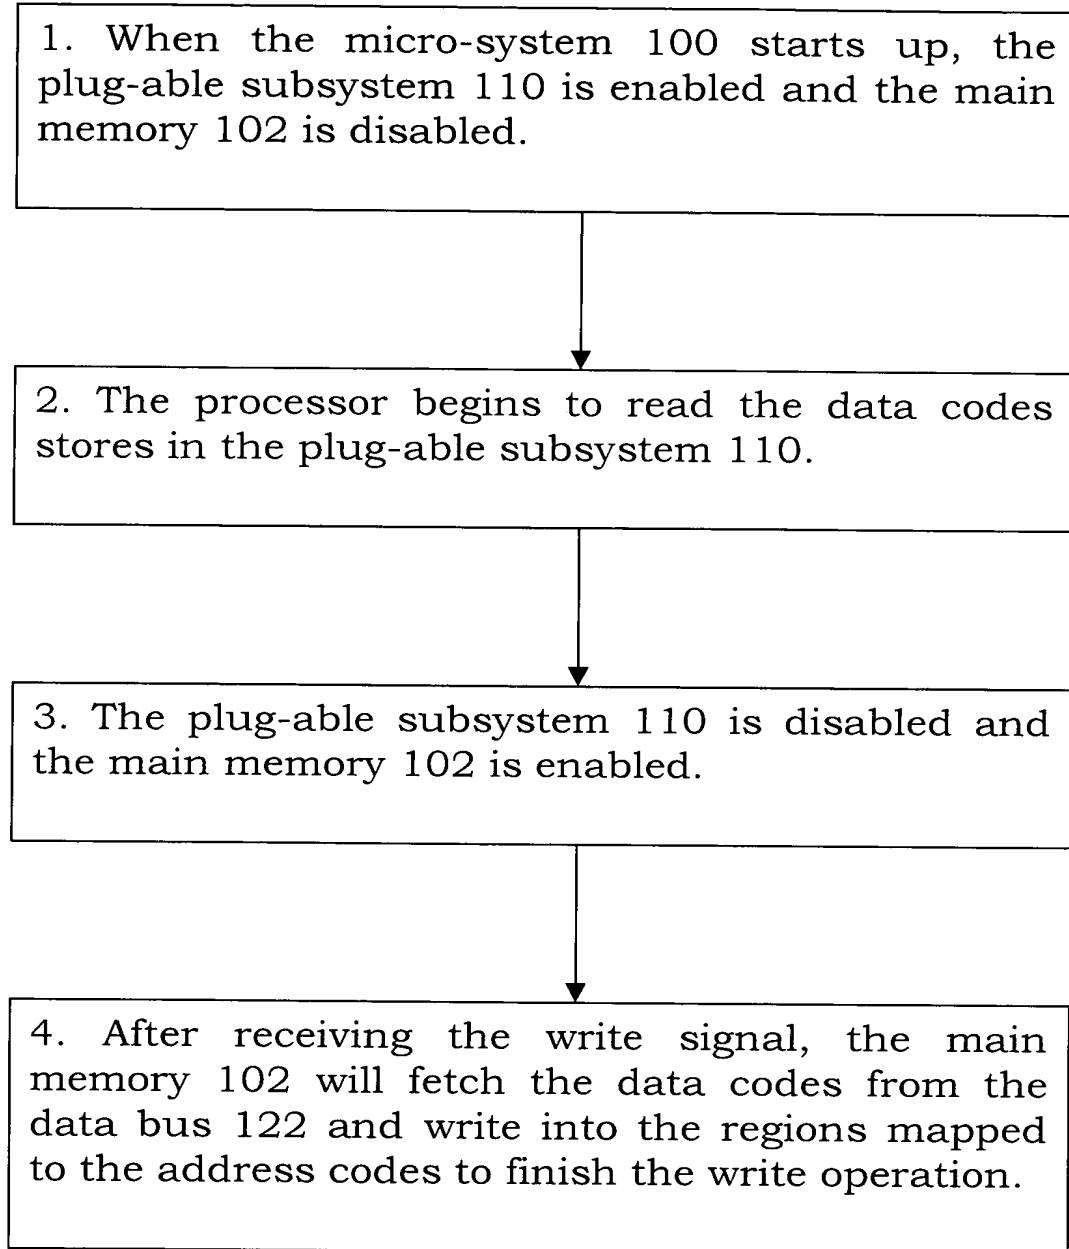 1. When the micro-system 100 starts up, the
plug-able subsystem 110 is enabled and the main
memory 102 is disabled.
2. The processor begins to read the data codes
stores in the plug-able subsystem 110.
3. The plug-able subsystem 110 is disabled and
the main memory 102 is enabled.
4. After receiving the write signal, the main
memory 102 will fetch the data codes from the
data bus 122 and write into the regions mapped
to the address codes to finish the write operation.